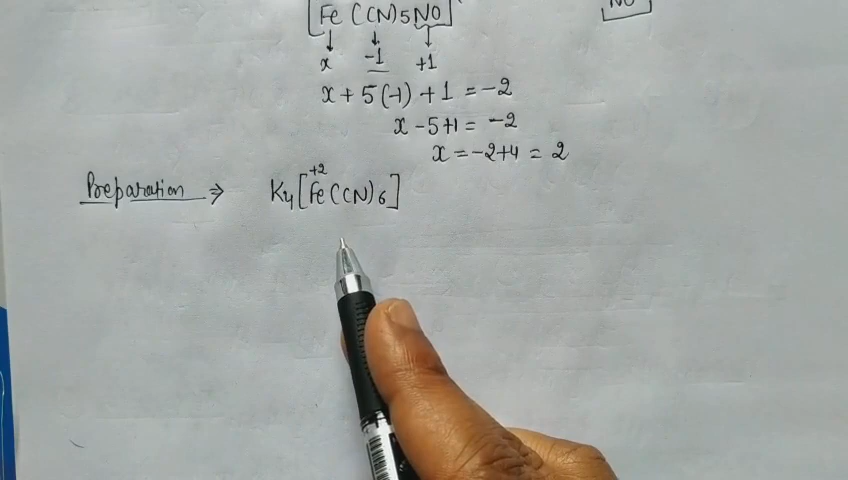 [Fe(CN)5NO]
NO
x -1 +1
x + 5(-1) + 1 = -2
x - 5+1 = -2
x = -2+4 = 2
+2
Preparation ⇒ K4[Fe(CN)6]